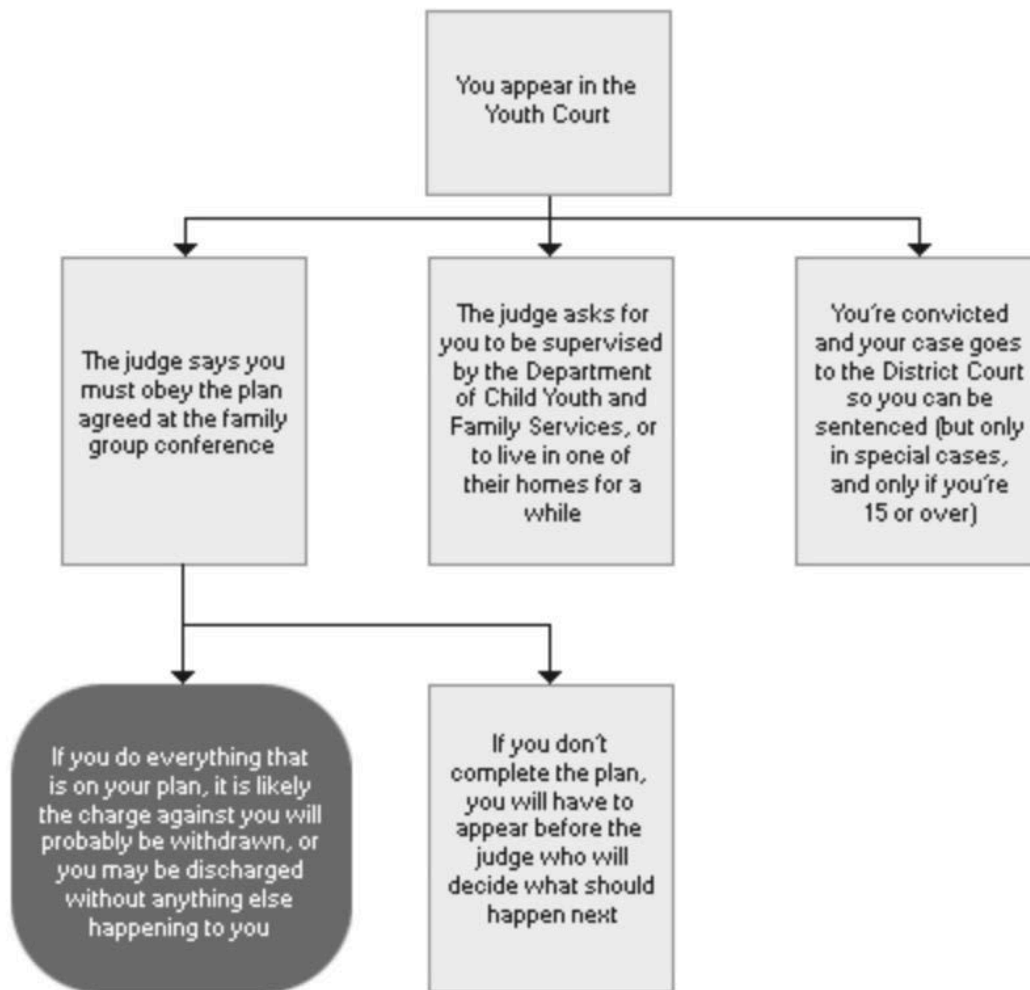 You appear in the
Youth Court
The judge says you
must obey the plan
agreed at the family
group conference
The judge asks for
you to be supervised
by the Department
of Child Youth and
Family Services, or
to live in one of
their homes for a
while
You're convicted
and your case goes
to the District Court
so you can be
sentenced (but only
in special cases,
and only if you're
15 or over)
If you do everything that
is on your plan, it is likely
the charge against you will
probably be withdrawn, or
you may be discharged
without anything else
happening to you
If you don't
complete the plan,
you will have to
appear before the
judge who will
decide what should
happen next